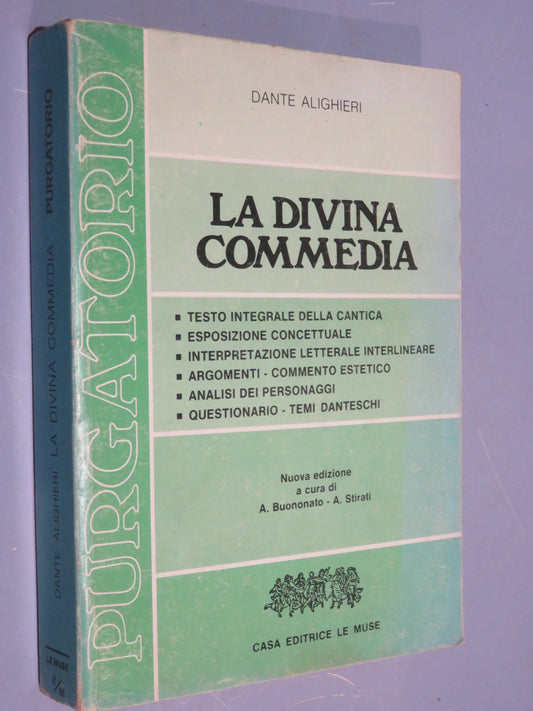 DANTE ALIGHIERI LA DIVINA COMMEDIA PURGATORIO
LE MUSE
2/M
PURGATORIO
DANTE ALIGHIERI
LA DIVINA
COMMEDIA
▪ TESTO INTEGRALE DELLA CANTICA
▪ ESPOSIZIONE CONCETTUALE
▪ INTERPRETAZIONE LETTERALE INTERLINEARE
▪ ARGOMENTI - COMMENTO ESTETICO
▪ ANALISI DEI PERSONAGGI
▪ QUESTIONARIO - TEMI DANTESCHI
Nuova edizione
a cura di
A. Buononato - A. Stirati
CASA EDITRICE LE MUSE